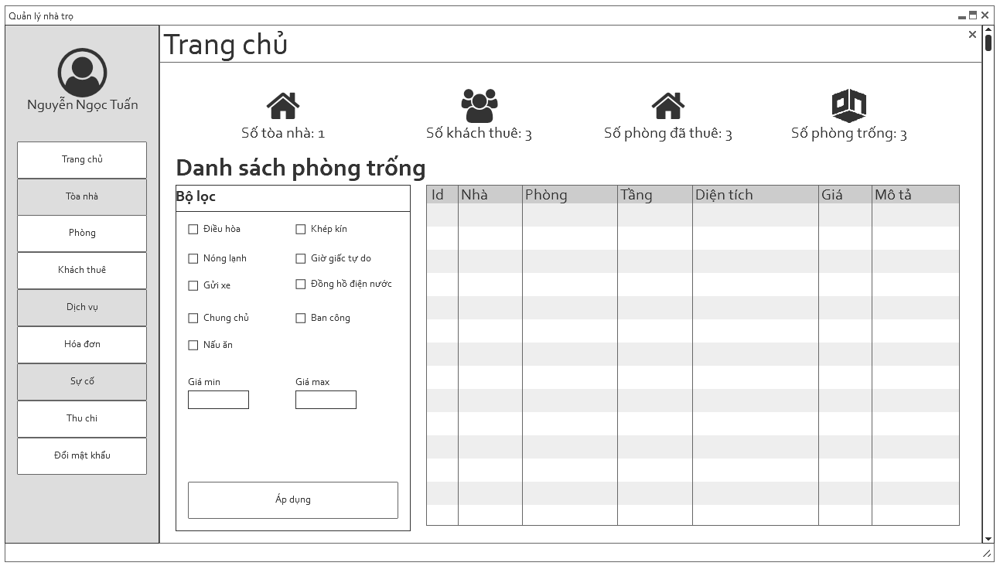 Quản lý nhà trọ
Nguyễn Ngọc Tuấn
Trang chủ
Tòa nhà
Phòng
Khách thuê
Dịch vụ
Hóa đơn
Sự cố
Thu chi
Đổi mật khẩu
Trang chủ
Số tòa nhà: 1
Số khách thuê: 3
Số phòng đã thuê: 3
Số phòng trống: 3
Danh sách phòng trống
Bộ lọc
Điều hòa
Khép kín
Nóng lạnh
Giờ giấc tự do
Gửi xe
Đồng hồ điện nước
Chung chủ
Ban công
Nấu ăn
Giá min
Giá max
Áp dụng
Id Nhà Phòng Tầng Diện tích Giá Mô tả